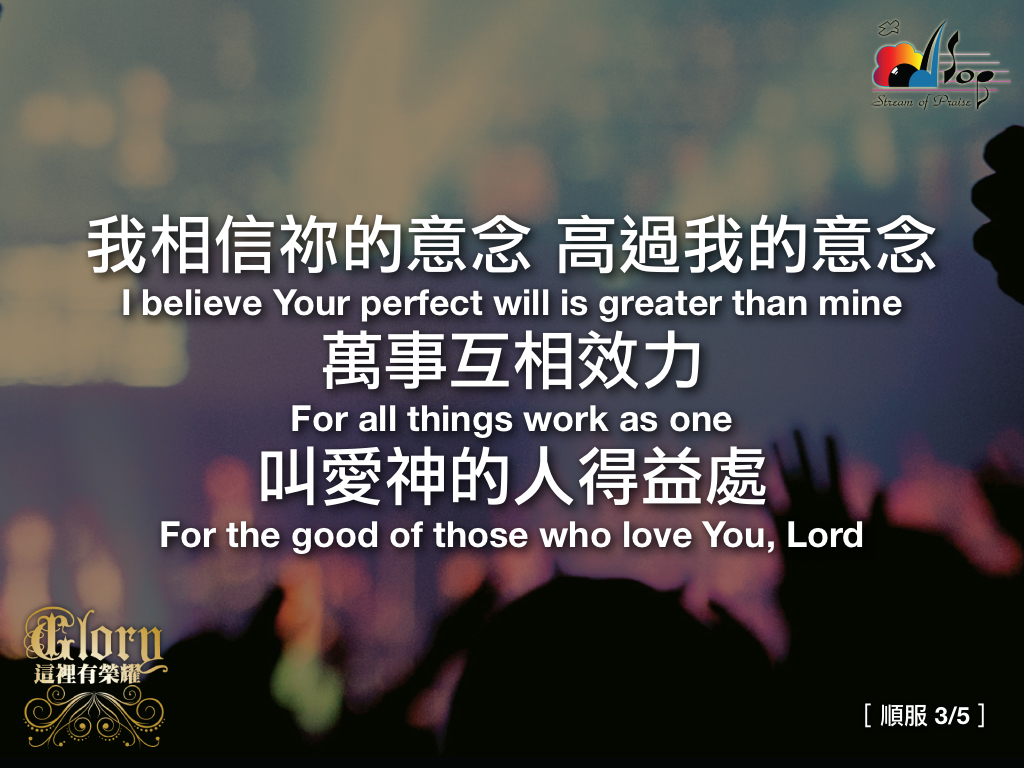 SOP
Stream of Praise
我相信祢的意念 高過我的意念
I believe Your perfect will is greater than mine
萬事互相效力
For all things work as one
叫愛神的人得益處
For the good of those who love You, Lord
Glory
這裡有榮耀
[ 順服 3/5 ]